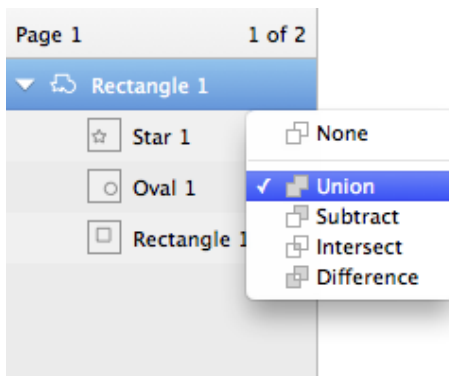 Page 1 1 of 2
Rectangle 1
Star 1
None
Oval 1
Union
Subtract
Rectangle 1
Intersect
Difference